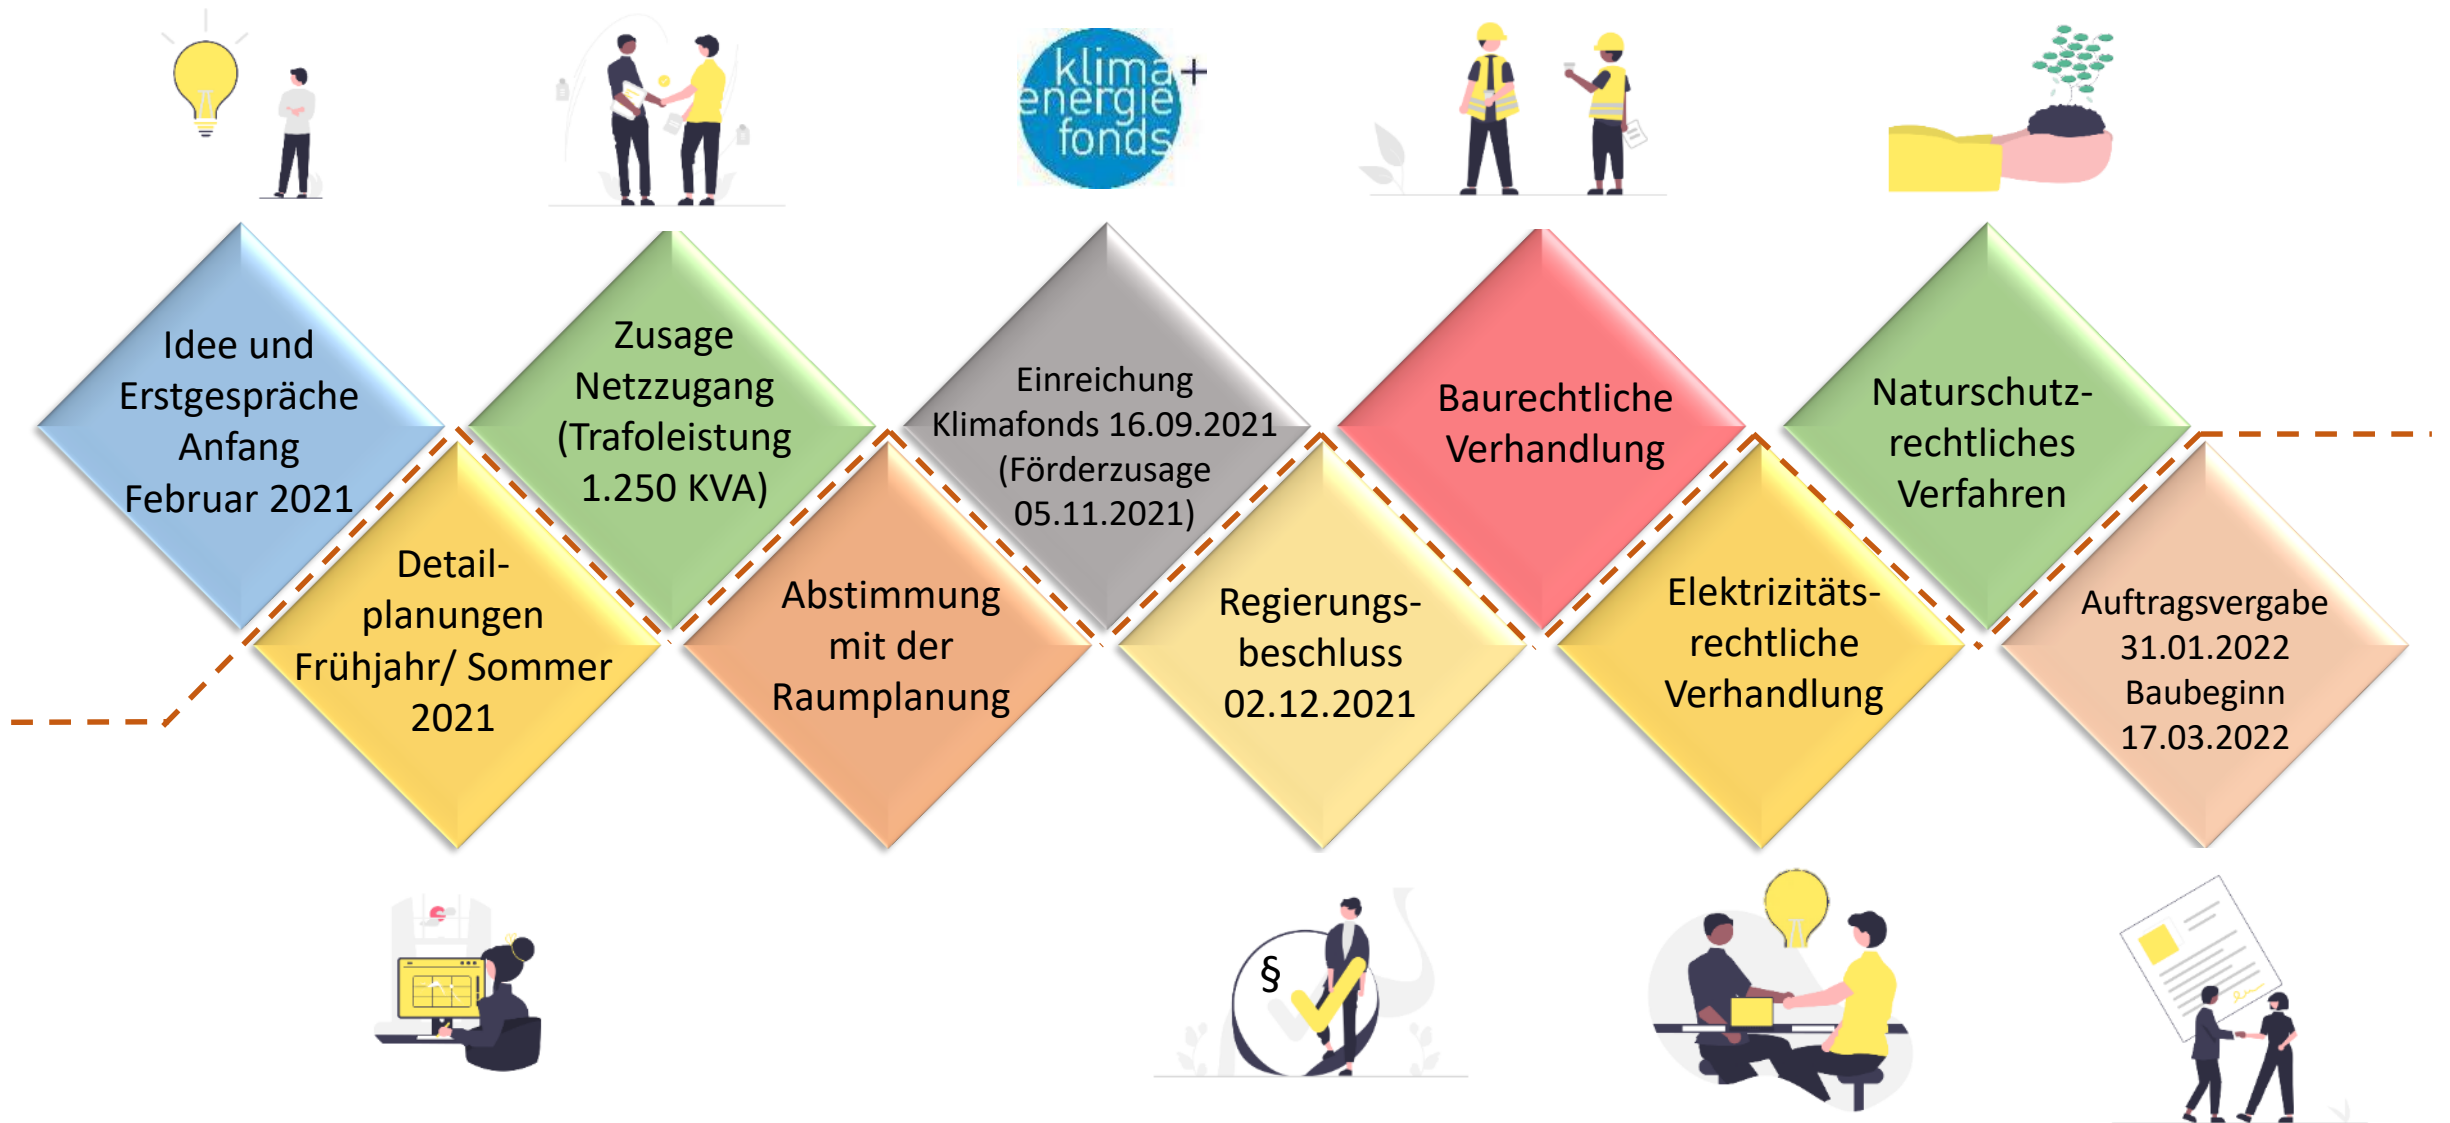 klima+
energie
fonds
Idee und
Erstgespräche
Anfang
Februar 2021
Detail-
planungen
Frühjahr/ Sommer
2021
Zusage
Netzzugang
(Trafoleistung
1.250 KVA)
Abstimmung
mit der
Raumplanung
Einreichung
Klimafonds 16.09.2021
(Förderzusage
05.11.2021)
Regierungs-
beschluss
02.12.2021
Baurechtliche
Verhandlung
Elektrizitäts-
rechtliche
Verhandlung
Naturschutz-
rechtliches
Verfahren
Auftragsvergabe
31.01.2022
Baubeginn
17.03.2022
§